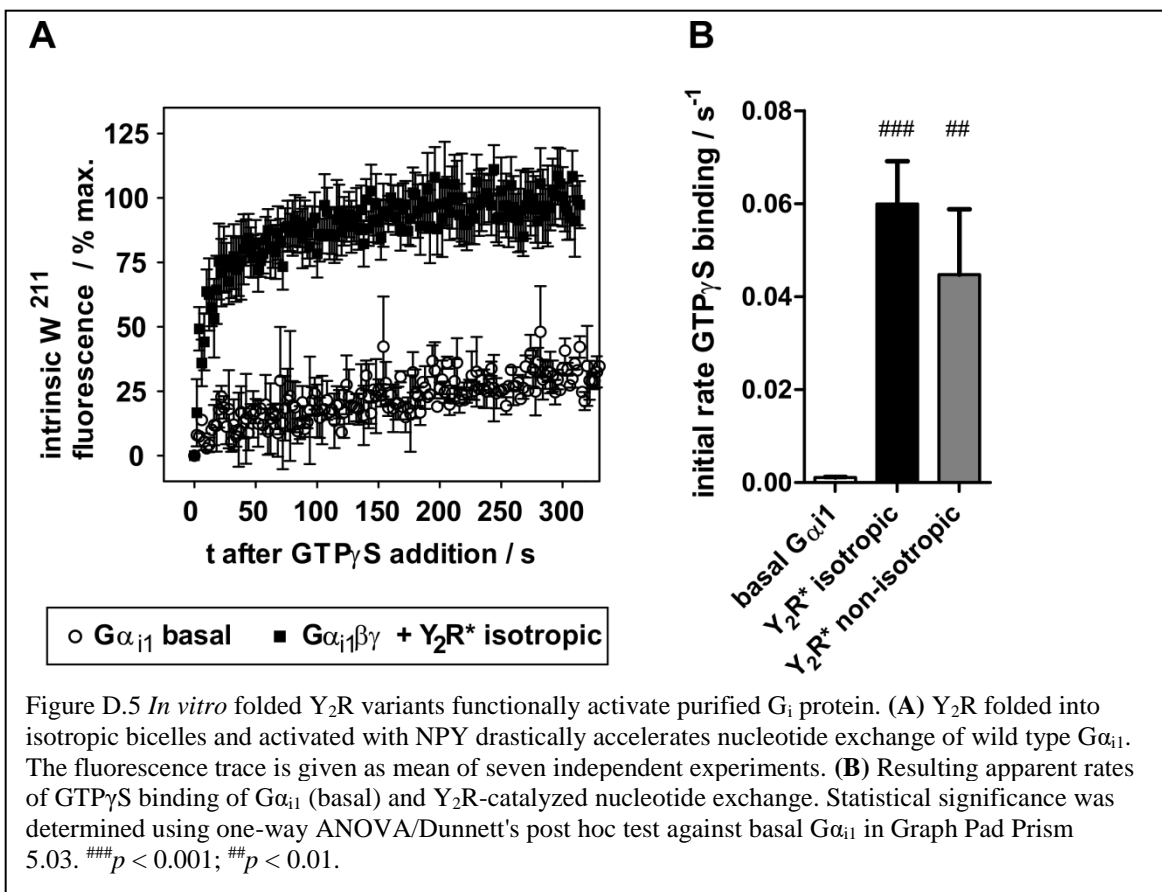 A
B
125
100
75
50
25
0
intrinsic W²¹¹
fluorescence / % max.
0 50 100 150 200 250 300
t after GTPγS addition / s
Gαi1 basal Gαi1βγ + Y₂R* isotropic
0.08
0.06
0.04
0.02
0.00
initial rate GTPγS binding / s⁻¹
### ##
basal Gαi1
Y₂R* isotropic
Y₂R* non-isotropic
Figure D.5 In vitro folded Y₂R variants functionally activate purified Gi protein. (A) Y₂R folded into
isotropic bicelles and activated with NPY drastically accelerates nucleotide exchange of wild type Gαi1.
The fluorescence trace is given as mean of seven independent experiments. (B) Resulting apparent rates
of GTPγS binding of Gαi1 (basal) and Y₂R-catalyzed nucleotide exchange. Statistical significance was
determined using one-way ANOVA/Dunnett's post hoc test against basal Gαi1 in Graph Pad Prism
5.03. ###p < 0.001; ##p < 0.01.